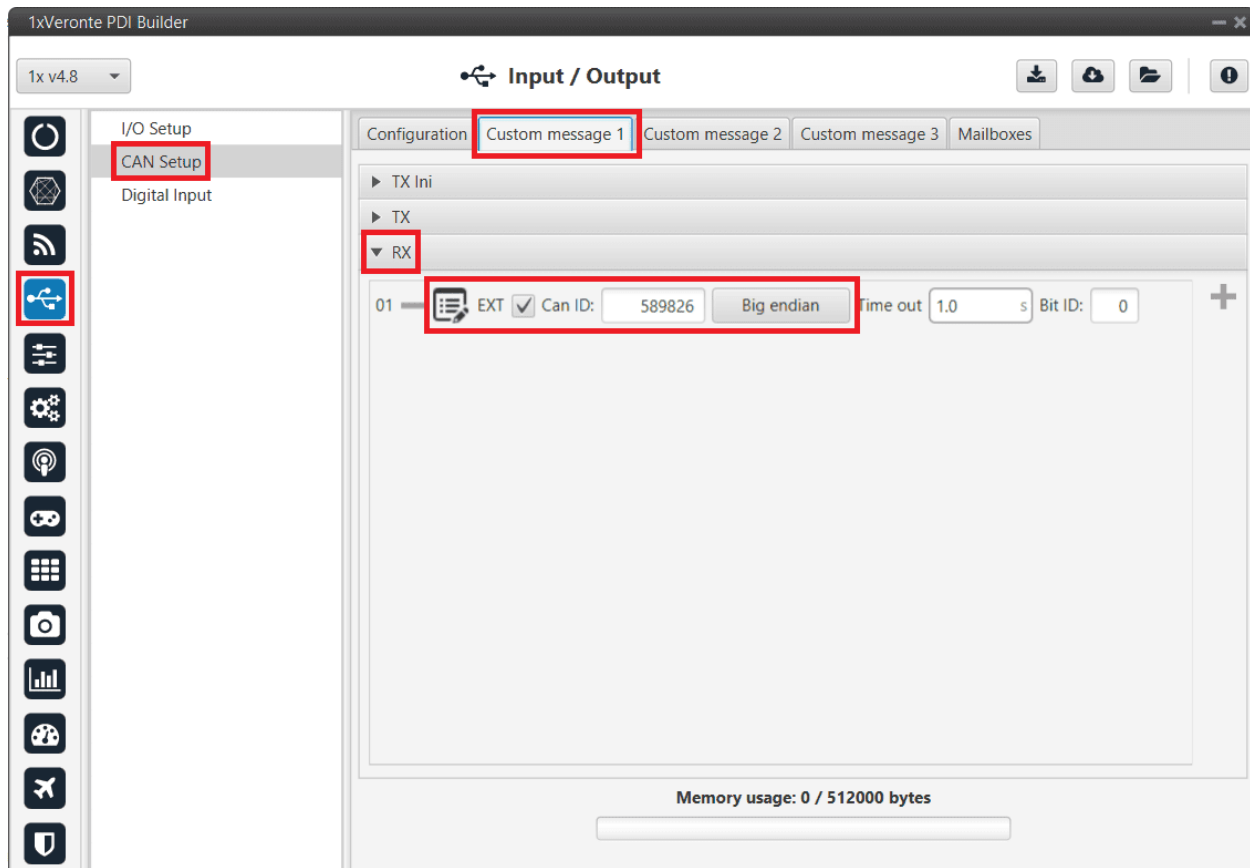 1xVeronte PDI Builder
1x v4.8
Input / Output
I/O Setup
CAN Setup
Digital Input
Configuration Custom message 1 Custom message 2 Custom message 3 Mailboxes
TX Ini
TX
RX
01 EXT Can ID: 589826 Big endian Time out 1.0 s Bit ID: 0
Memory usage: 0 / 512000 bytes